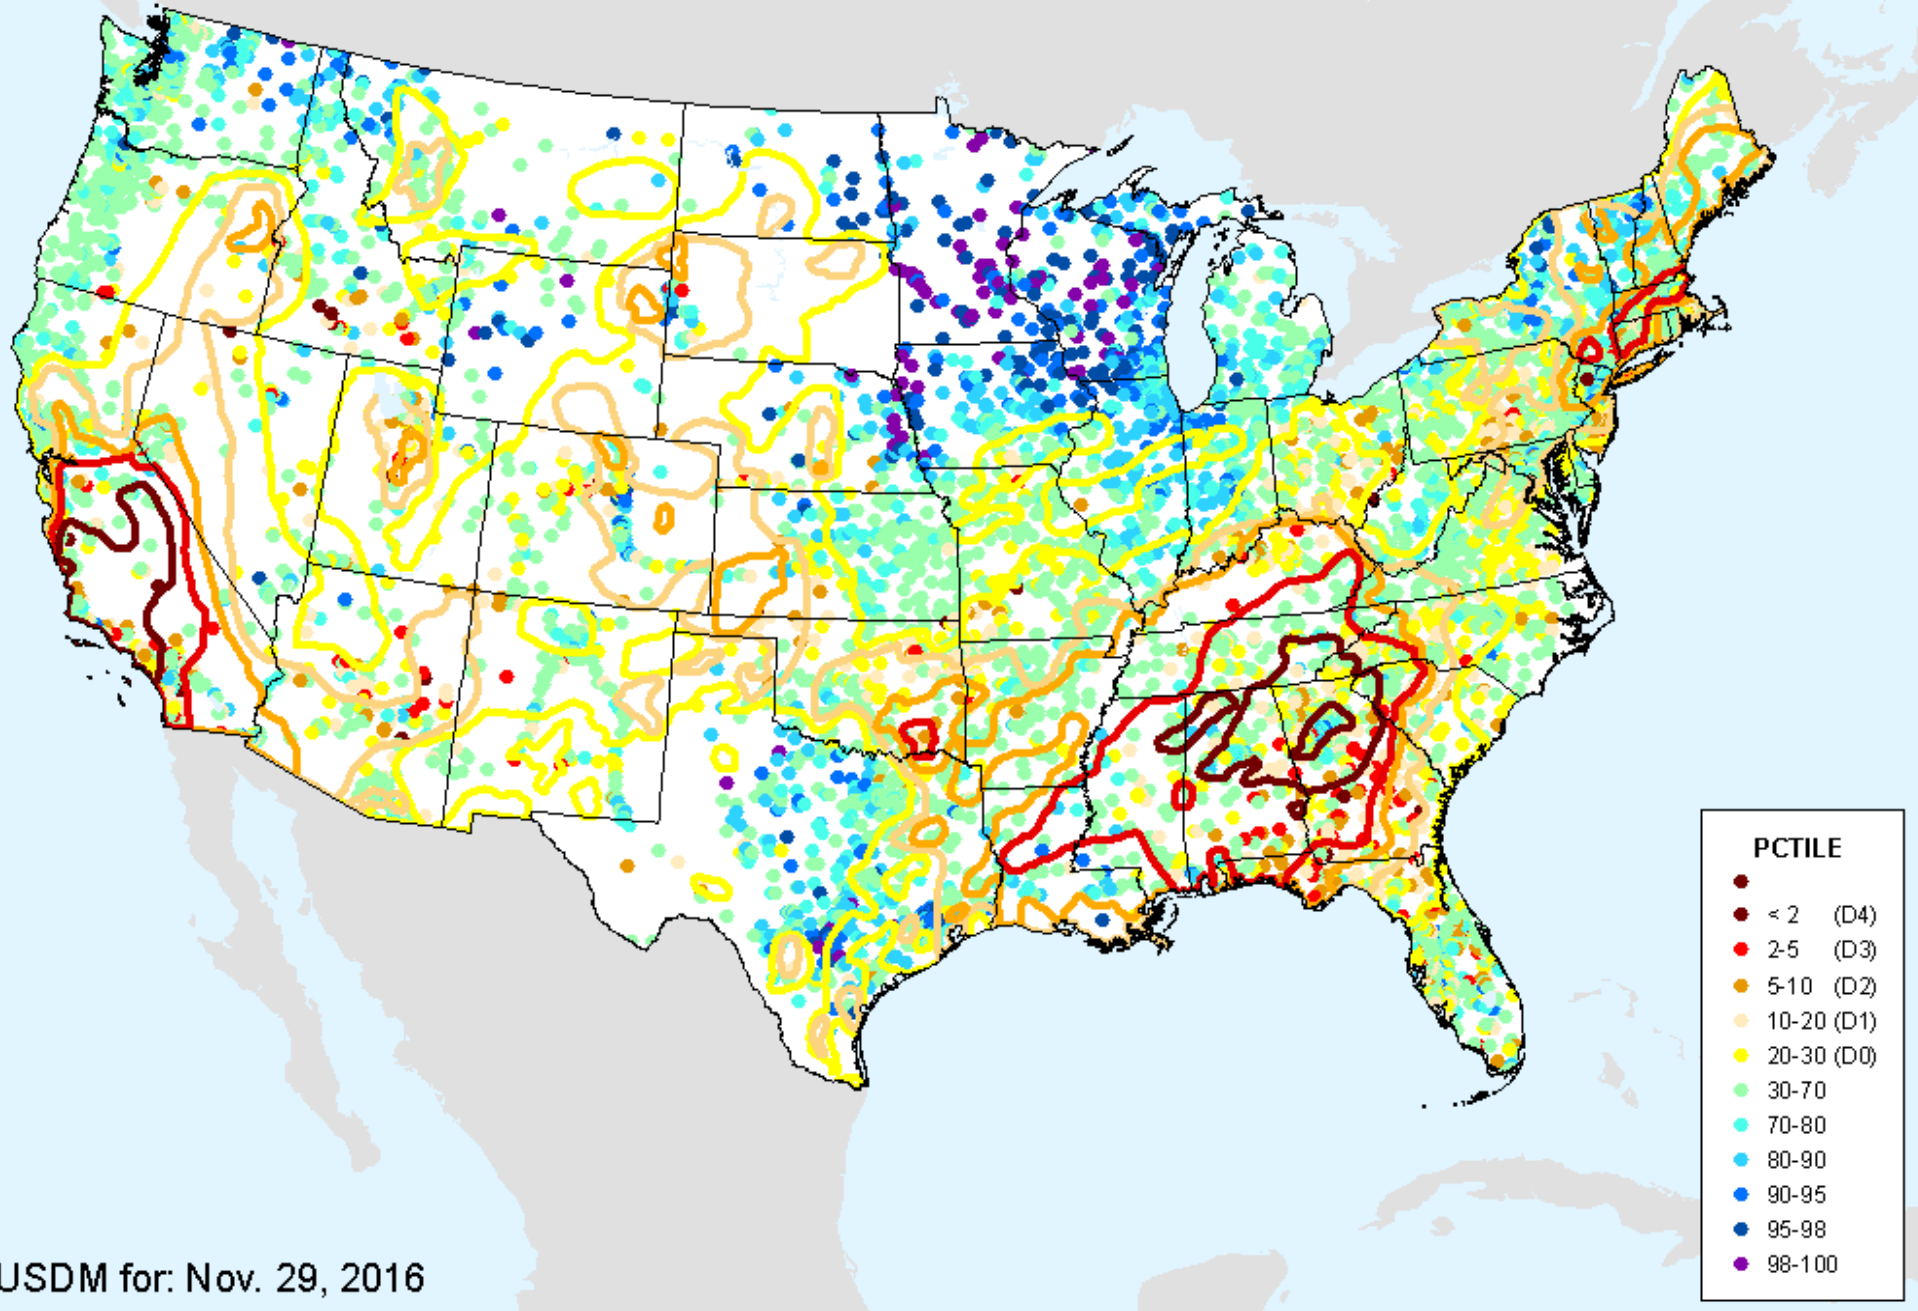 PCTILE
< 2 (D4)
2-5 (D3)
5-10 (D2)
10-20 (D1)
20-30 (D0)
30-70
70-80
80-90
90-95
95-98
98-100
USDM for: Nov. 29, 2016